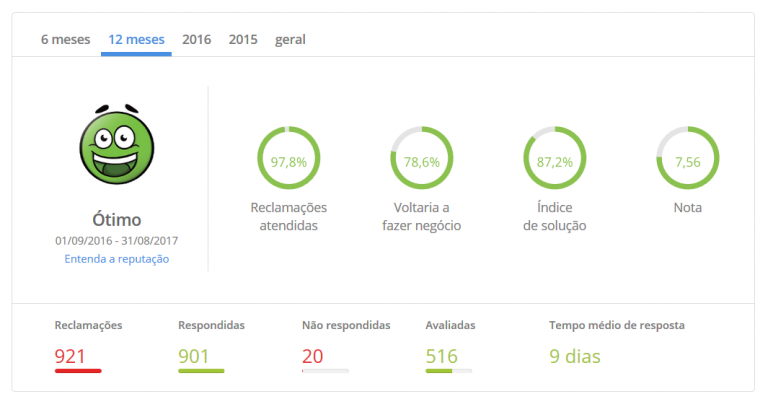 6 meses 12 meses 2016 2015 geral
97,8% 78,6% 87,2% 7,56
Reclamações Voltaria a Índice Nota
atendidas fazer negócio de solução
Ótimo
01/09/2016 - 31/08/2017
Entenda a reputação
Reclamações Respondidas Não respondidas Avaliadas Tempo médio de resposta
921 901 20 516 9 dias